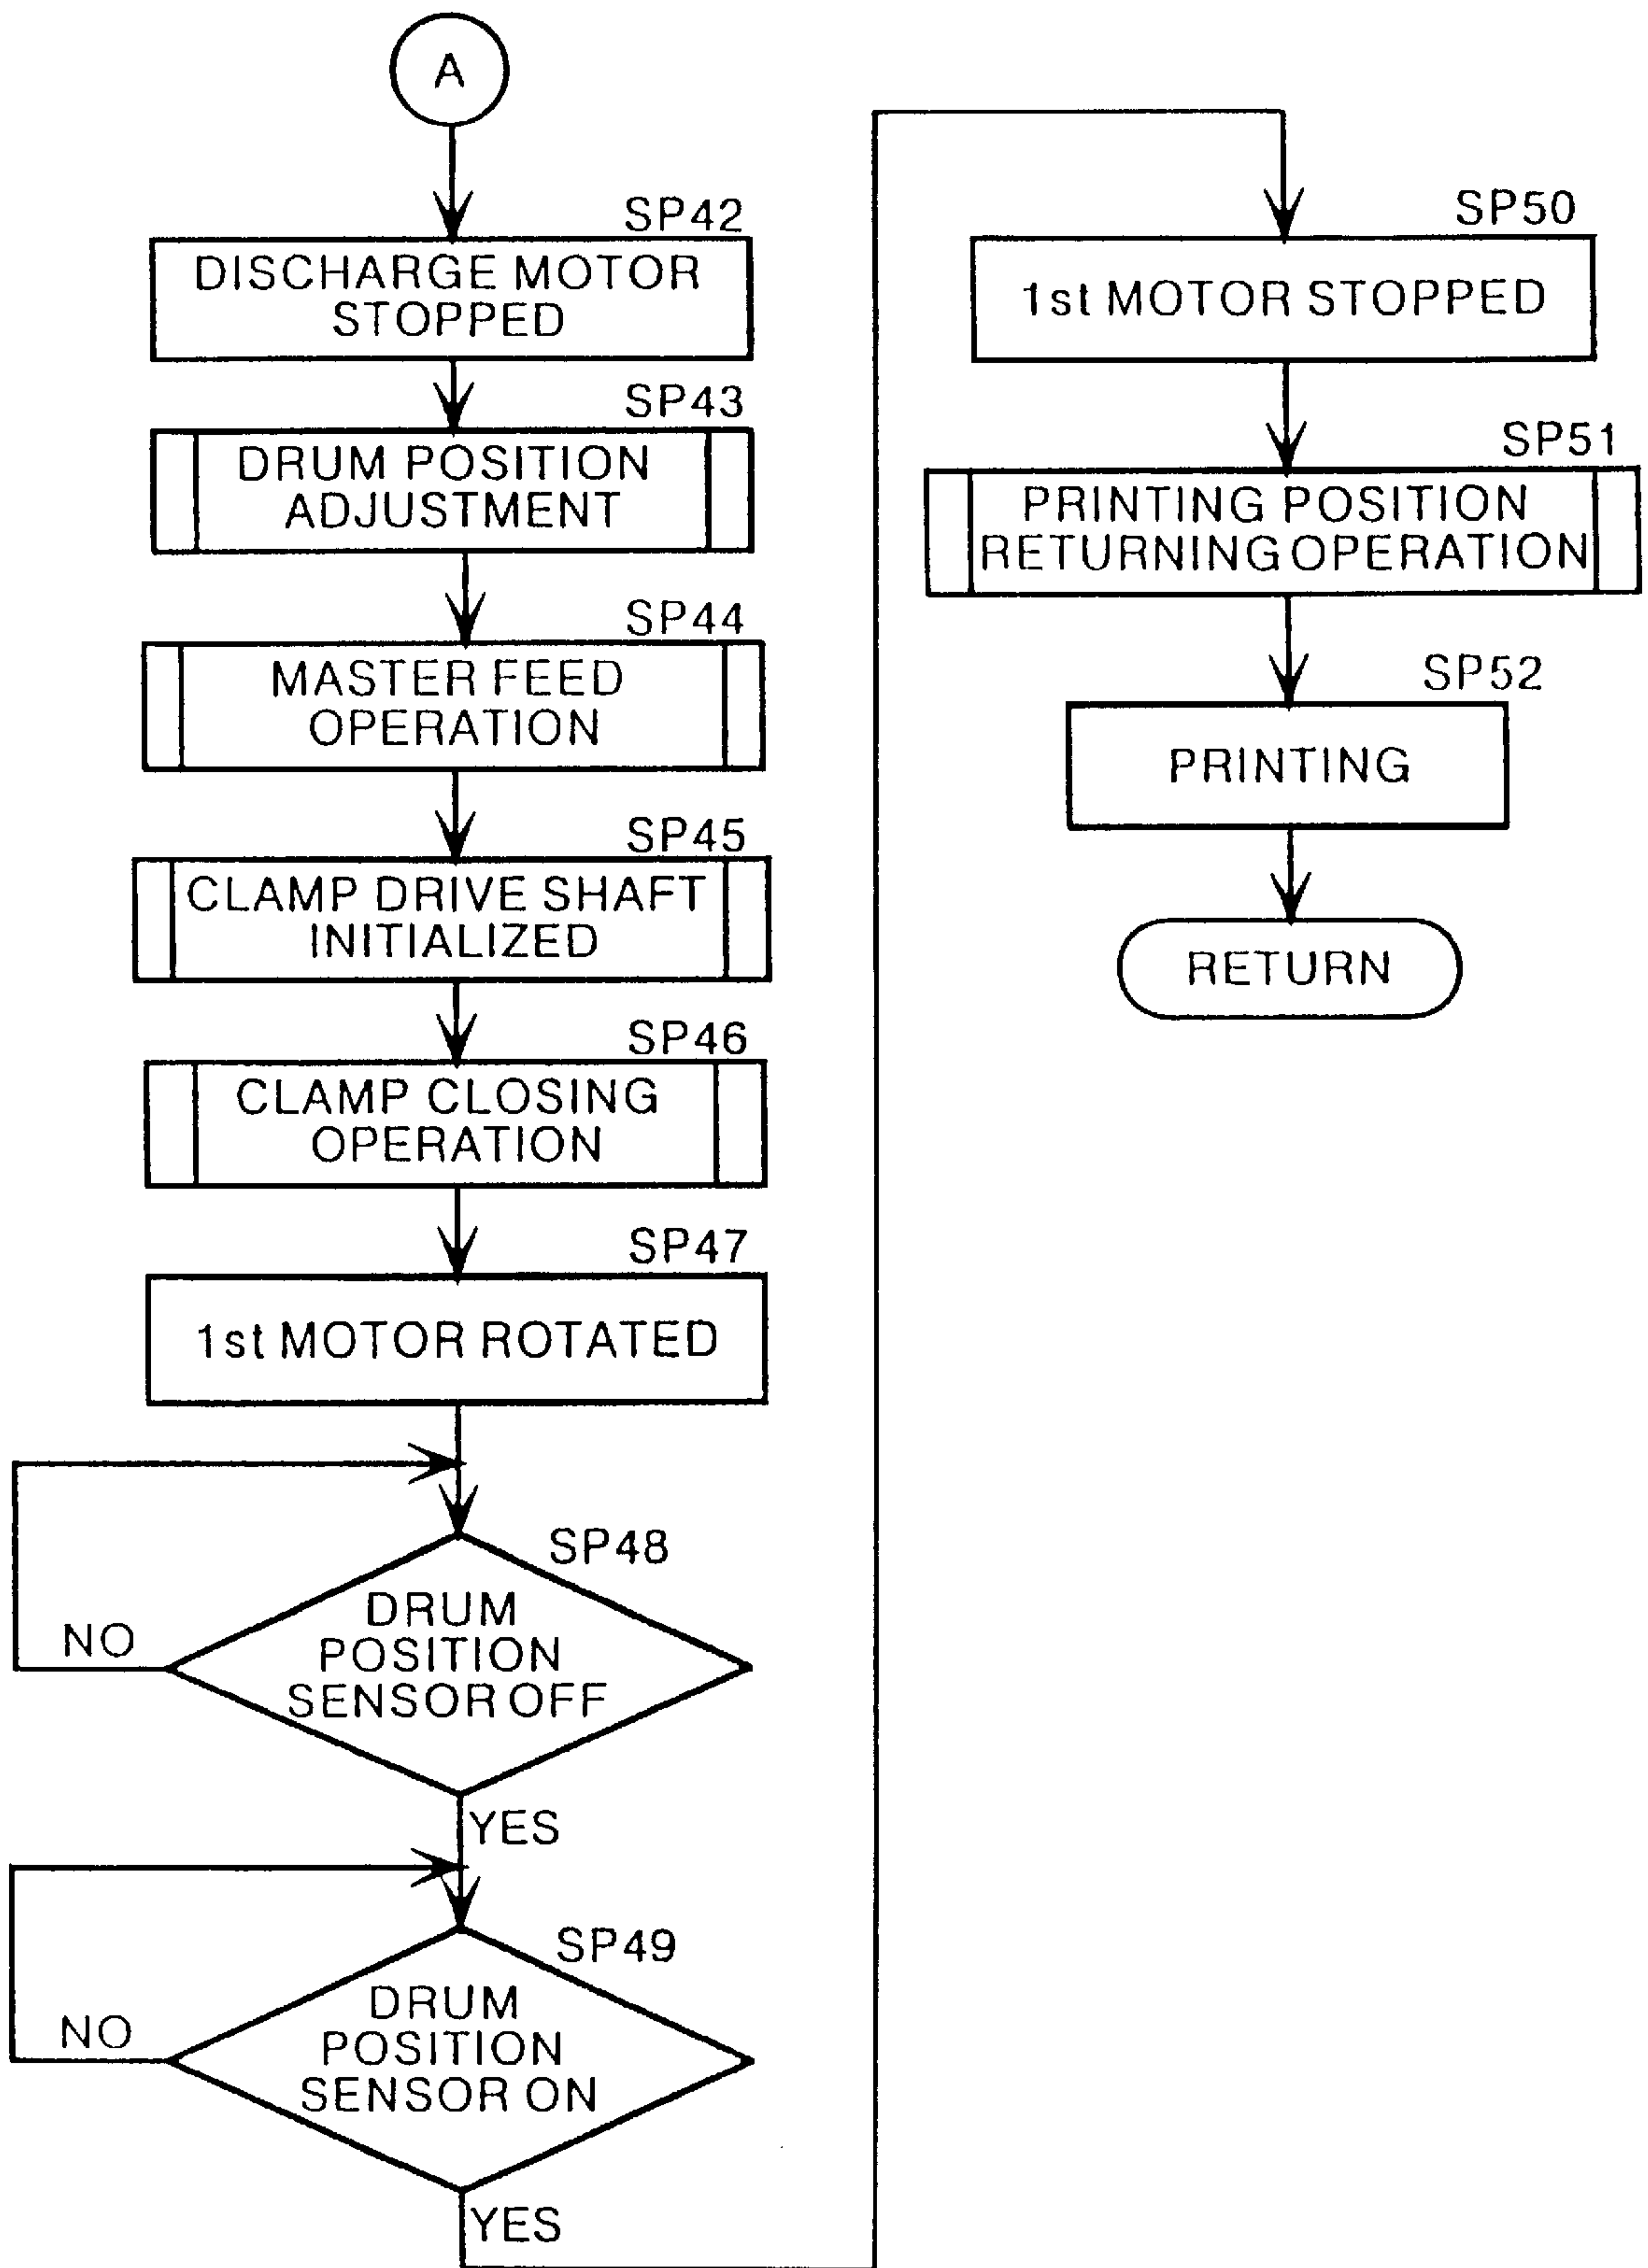 A
SP42
DISCHARGE MOTOR
STOPPED
SP43
DRUM POSITION
ADJUSTMENT
SP44
MASTER FEED
OPERATION
SP45
CLAMP DRIVE SHAFT
INITIALIZED
SP46
CLAMP CLOSING
OPERATION
SP47
1st MOTOR ROTATED
SP48
DRUM
POSITION
SENSOR OFF
NO
YES
SP49
DRUM
POSITION
SENSOR ON
NO
YES
SP50
1st MOTOR STOPPED
SP51
PRINTING POSITION
RETURNING OPERATION
SP52
PRINTING
RETURN